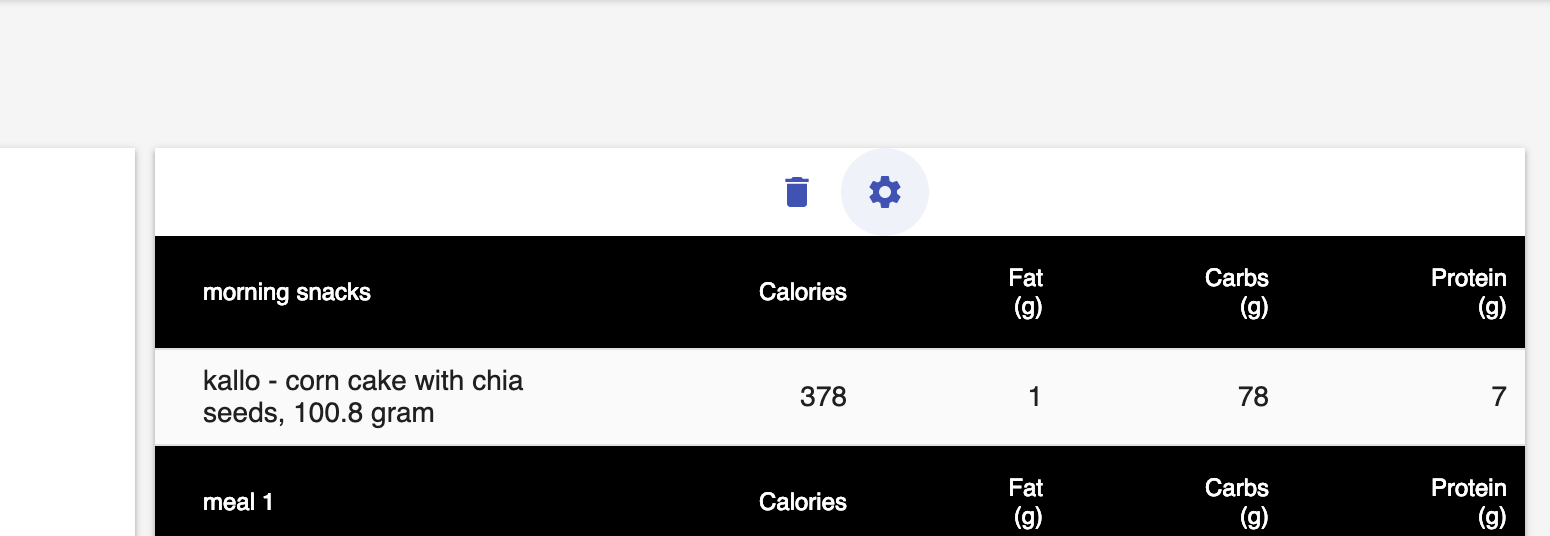 morning snacks Calories Fat (g) Carbs (g) Protein (g)
kallo - corn cake with chia
seeds, 100.8 gram 378 1 78 7
meal 1 Calories Fat (g) Carbs (g) Protein (g)